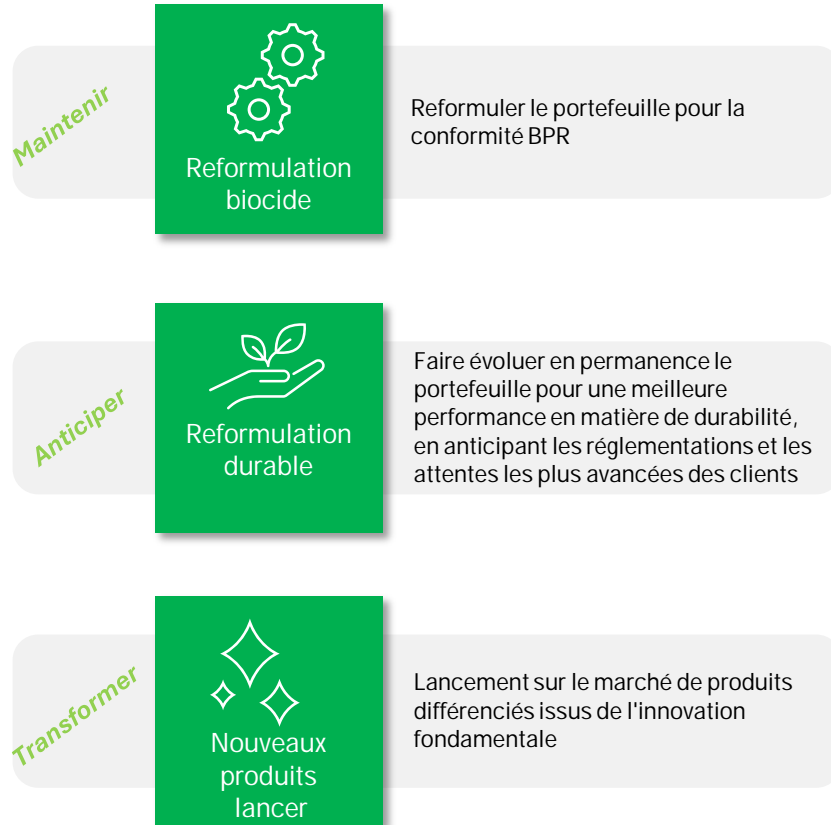 Maintenir
Reformulation
biocide
Reformuler le portefeuille pour la
conformité BPR
Anticiper
Reformulation
durable
Faire évoluer en permanence le
portefeuille pour une meilleure
performance en matière de durabilité,
en anticipant les réglementations et les
attentes les plus avancées des clients
Transformer
Nouveaux
produits
lancer
Lancement sur le marché de produits
différenciés issus de l'innovation
fondamentale